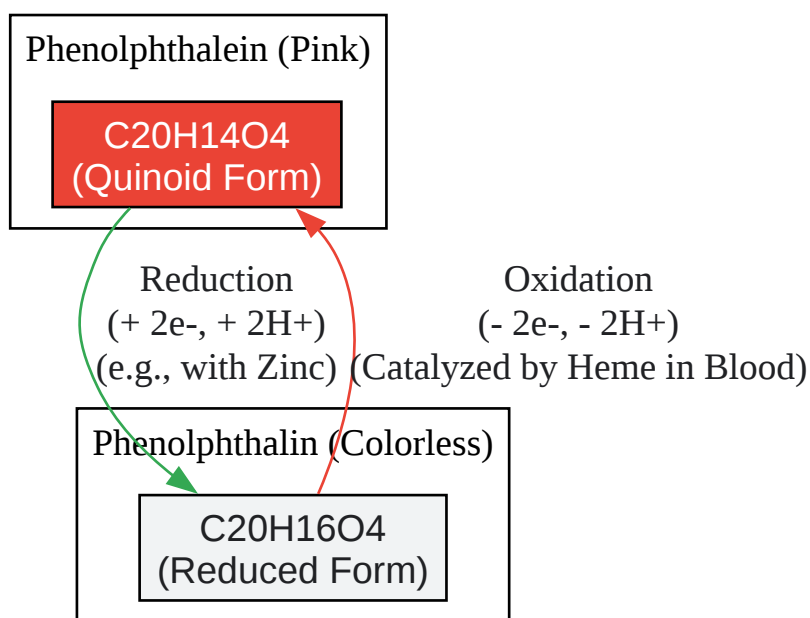 Phenolphthalein (Pink)
C20H14O4
(Quinoid Form)
Reduction
(+ 2e-, + 2H+)
(e.g., with Zinc)
Oxidation
(- 2e-, - 2H+)
(Catalyzed by Heme in Blood)
Phenolphthalin (Colorless)
C20H16O4
(Reduced Form)